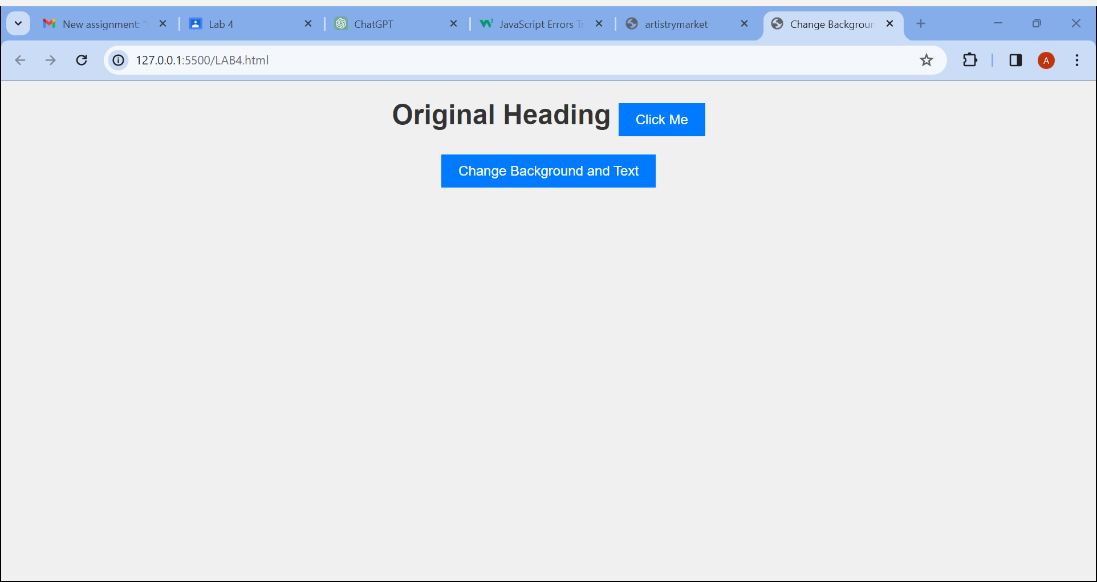 New assignment: "
Lab 4
ChatGPT
JavaScript Errors T
artistrymarket
Change Backgroun
127.0.0.1:5500/LAB4.html
A
Original Heading Click Me
Change Background and Text